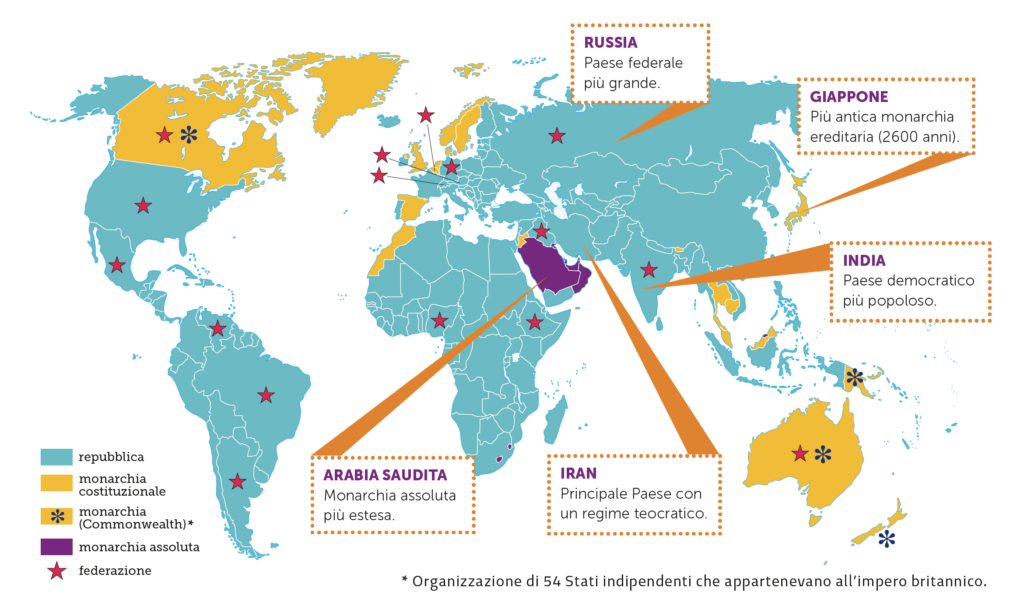 RUSSIA
Paese federale
più grande.
GIAPPONE
Più antica monarchia
ereditaria (2600 anni).
INDIA
Paese democratico
più popoloso.
repubblica
monarchia
costituzionale
monarchia
(Commonwealth)*
monarchia assoluta
federazione
ARABIA SAUDITA
Monarchia assoluta
più estesa.
IRAN
Principale Paese con
un regime teocratico.
* Organizzazione di 54 Stati indipendenti che appartenevano all’impero britannico.